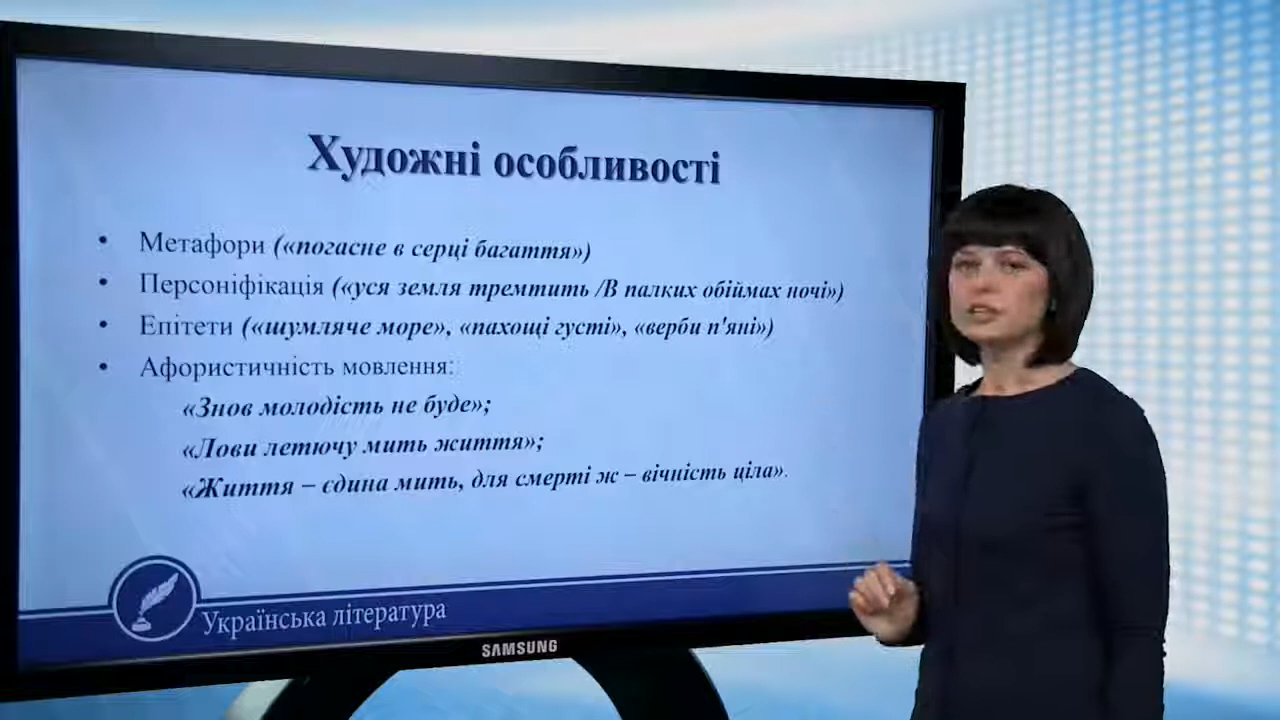 Художні особливості
• Метафори («погасне в серці багаття»)
• Персоніфікація («уся земля тремтить /В палких обіймах ночі»)
• Епітети («шумляче море», «пахощі густі», «верби п'яні»)
• Афористичність мовлення:
«Знов молодість не буде»;
«Лови летючу мить життя»;
«Життя – єдина мить, для смерті ж – вічність ціла».
Українська література
SAMSUNG